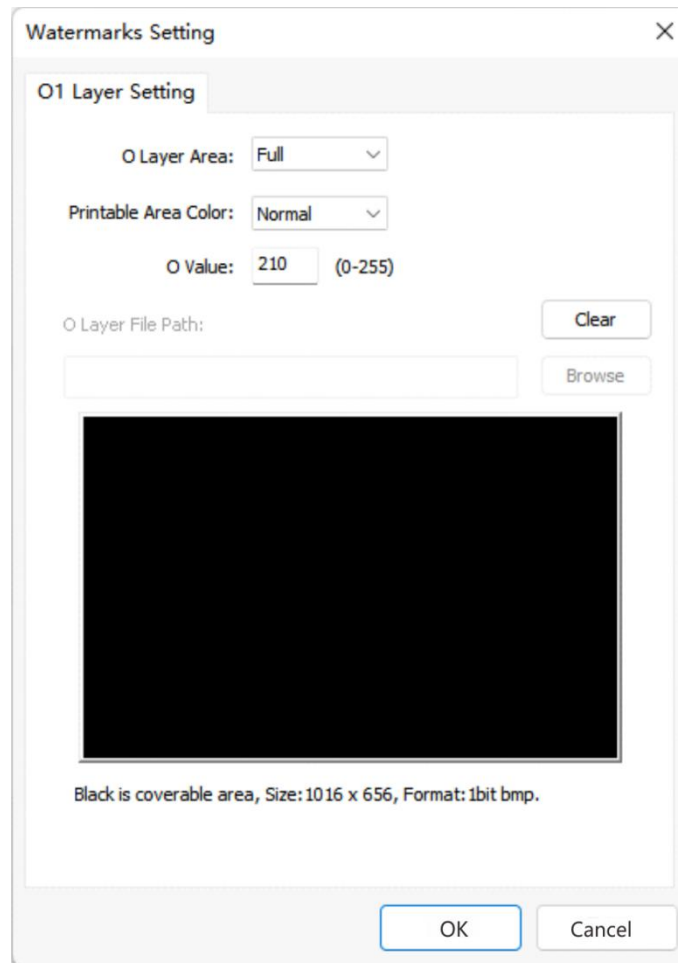 Watermarks Setting
O1 Layer Setting
O Layer Area: Full
Printable Area Color: Normal
O Value: 210 (0-255)
O Layer File Path:
Clear
Browse
Black is coverable area, Size:1016 x 656, Format:1bit bmp.
OK Cancel